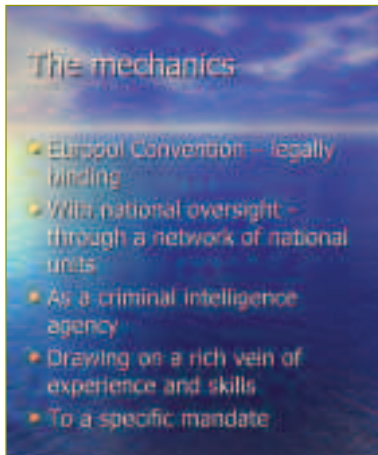 The mechanics
Europol Convention – legally
binding
With national oversight –
through a network of national
units
As a criminal intelligence
agency
Drawing on a rich vein of
experience and skills
To a specific mandate